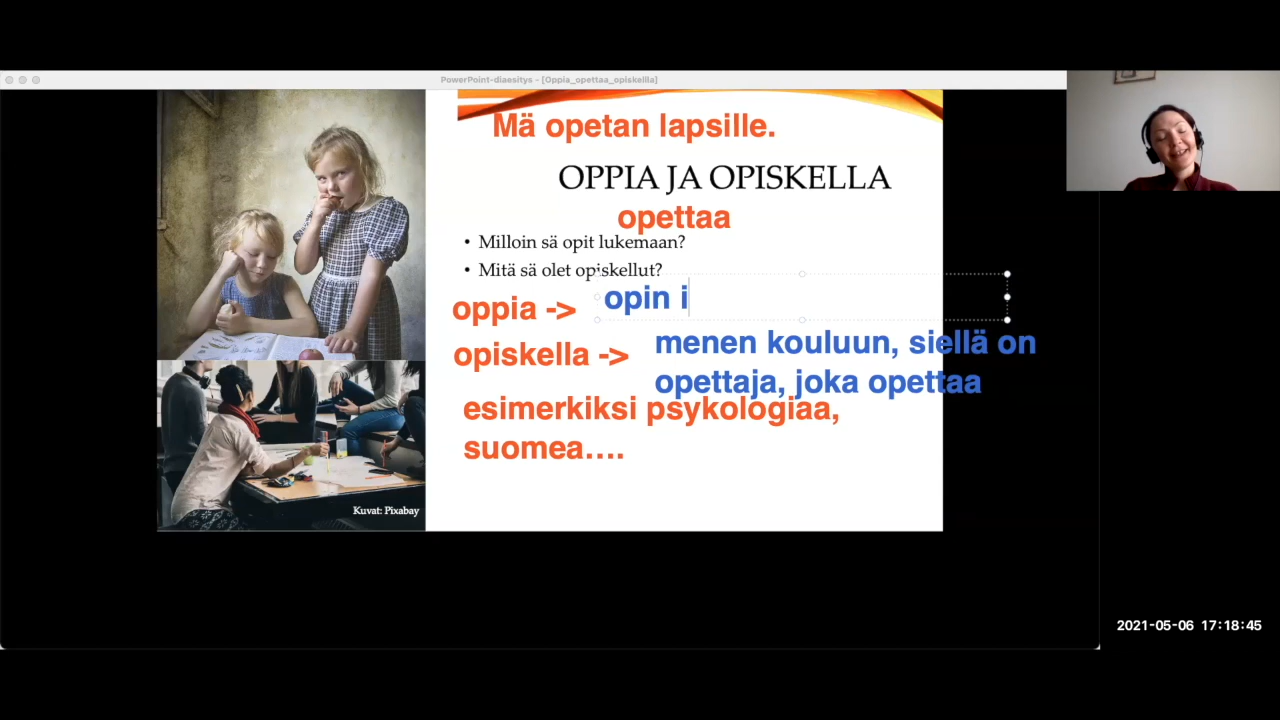 PowerPoint-diaesitys - [Oppia_opettaa_opiskellla]
Mä opetan lapsille.
OPPIA JA OPISKELLA
opettaa
• Milloin sä opit lukemaan?
• Mitä sä olet opiskellut?
oppia -> opin i
opiskella -> menen kouluun, siellä on
opettaja, joka opettaa
esimerkiksi psykologiaa,
suomea....
Kuvat: Pixabay
2021-05-06 17:18:45